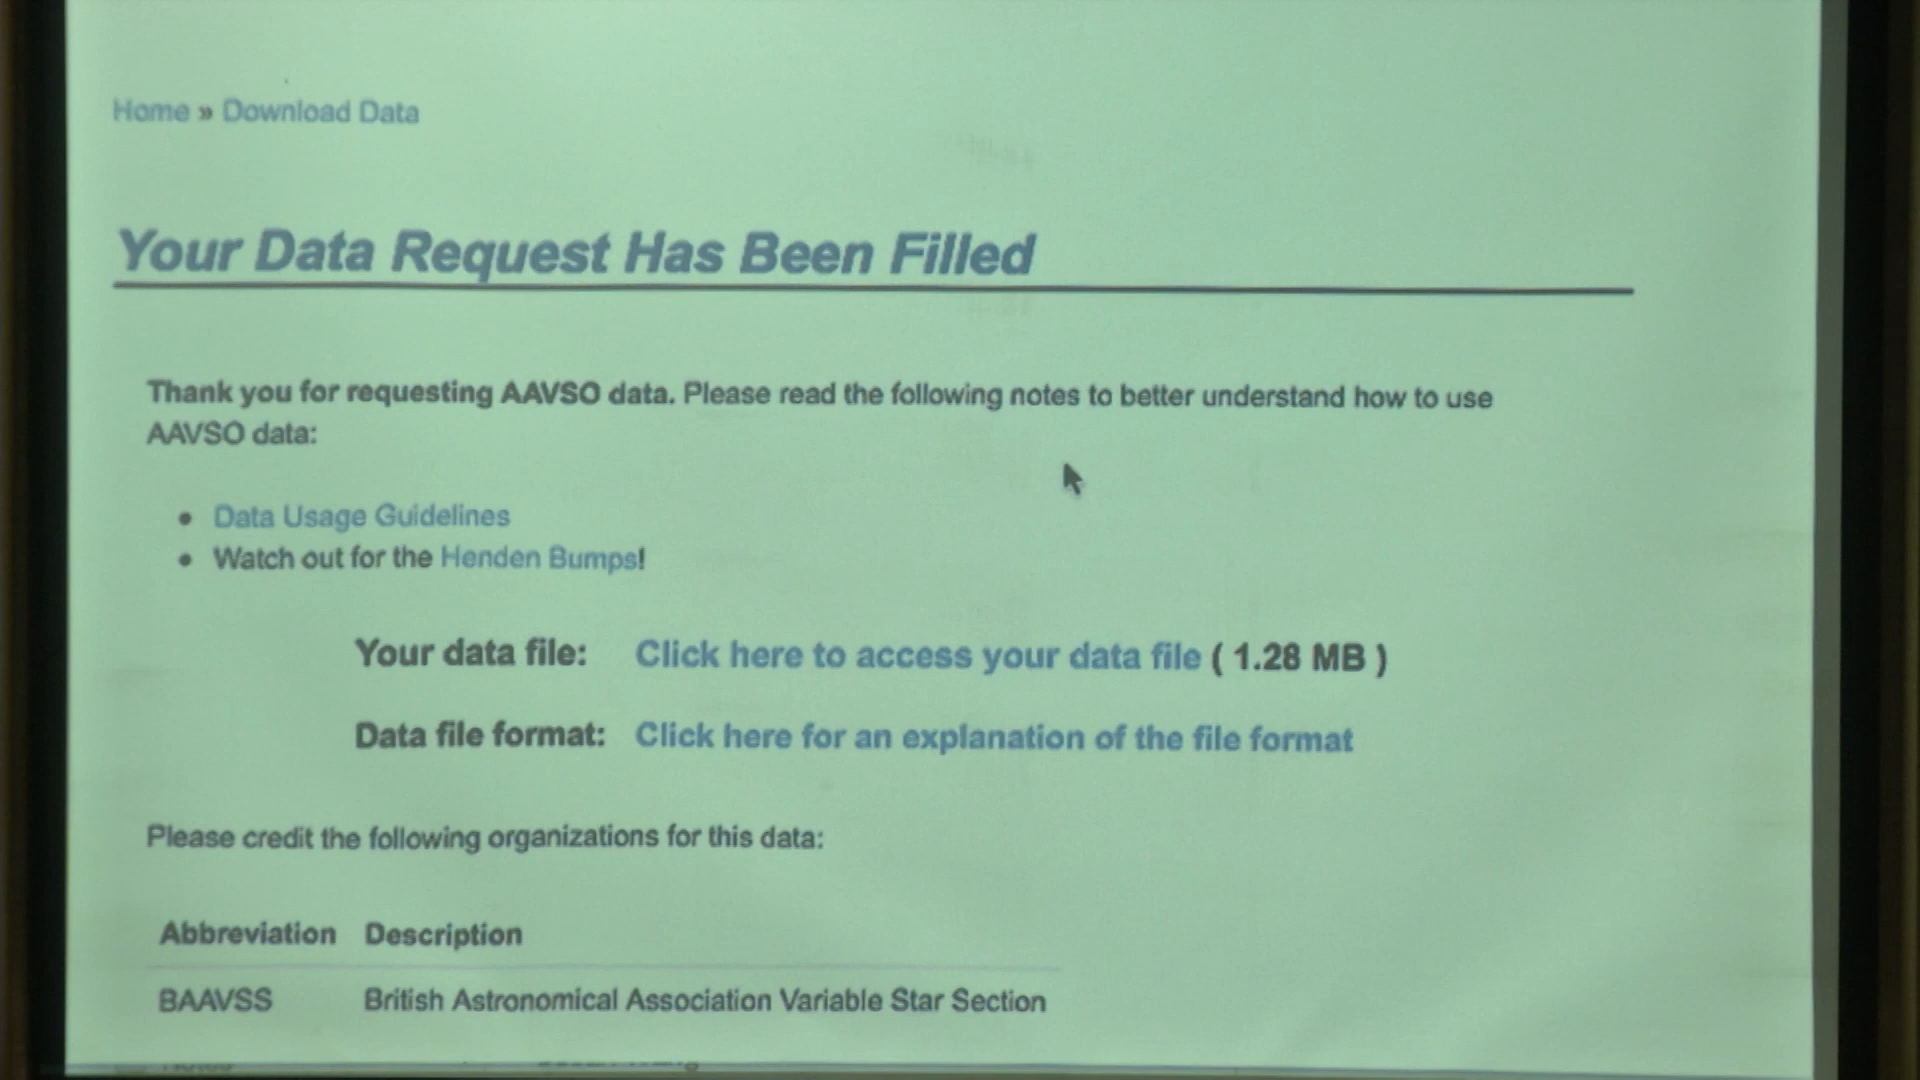 Home » Download Data
Your Data Request Has Been Filled
Thank you for requesting AAVSO data. Please read the following notes to better understand how to use
AAVSO data:
• Data Usage Guidelines
• Watch out for the Henden Bumps!
Your data file: Click here to access your data file ( 1.28 MB )
Data file format: Click here for an explanation of the file format
Please credit the following organizations for this data:
Abbreviation Description
BAAVSS British Astronomical Association Variable Star Section